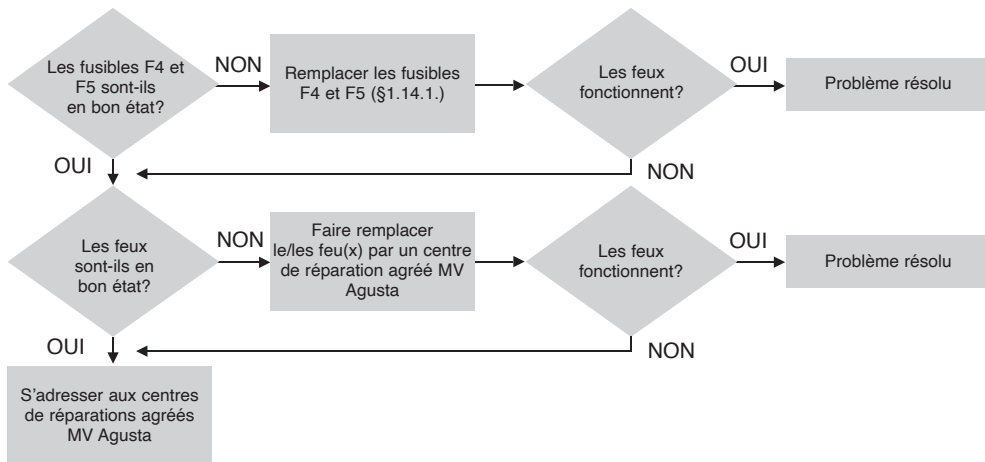 Les fusibles F4 et
F5 sont-ils
en bon état?
NON
Remplacer les fusibles
F4 et F5 (§1.14.1.)
Les feux
fonctionnent?
OUI
Problème résolu
OUI
NON
Les feux
sont-ils en
bon état?
NON
Faire remplacer
le/les feu(x) par un centre
de réparation agréé MV
Agusta
Les feux
fonctionnent?
OUI
Problème résolu
OUI
NON
S'adresser aux centres
de réparations agréés
MV Agusta